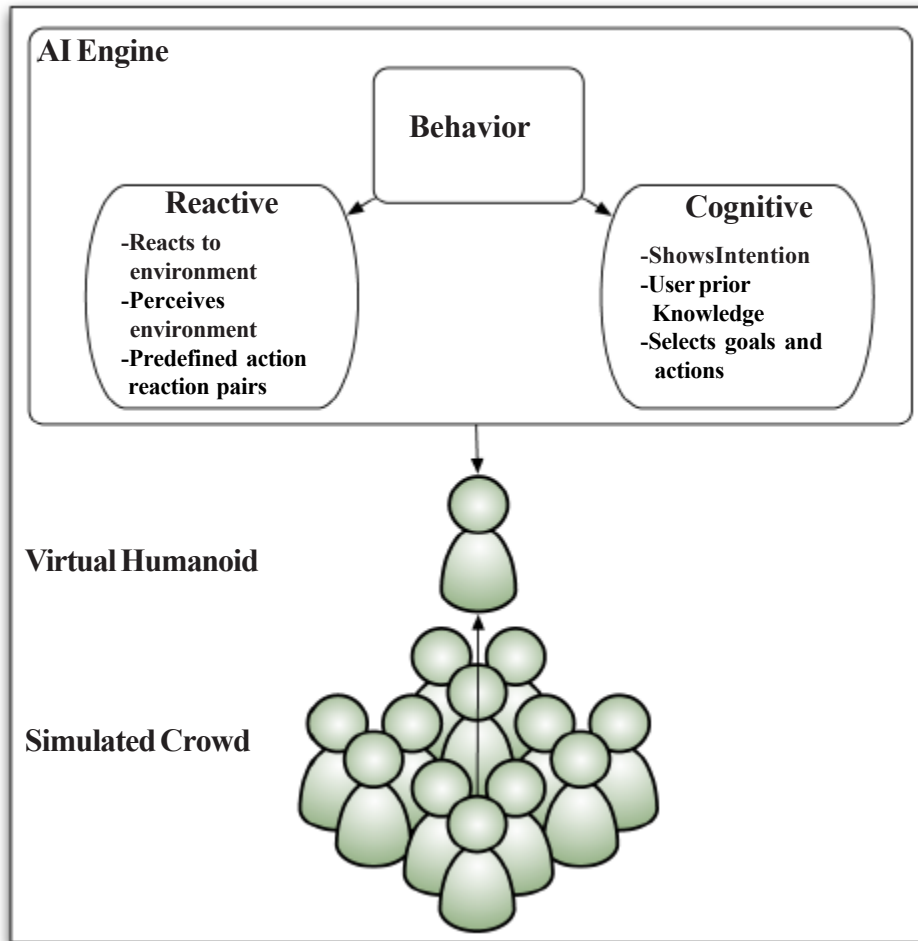 AI Engine
Behavior
Reactive
-Reacts to
environment
-Perceives
environment
-Predefined action
reaction pairs
Cognitive
-ShowsIntention
-User prior
Knowledge
-Selects goals and
actions
Virtual Humanoid
Simulated Crowd